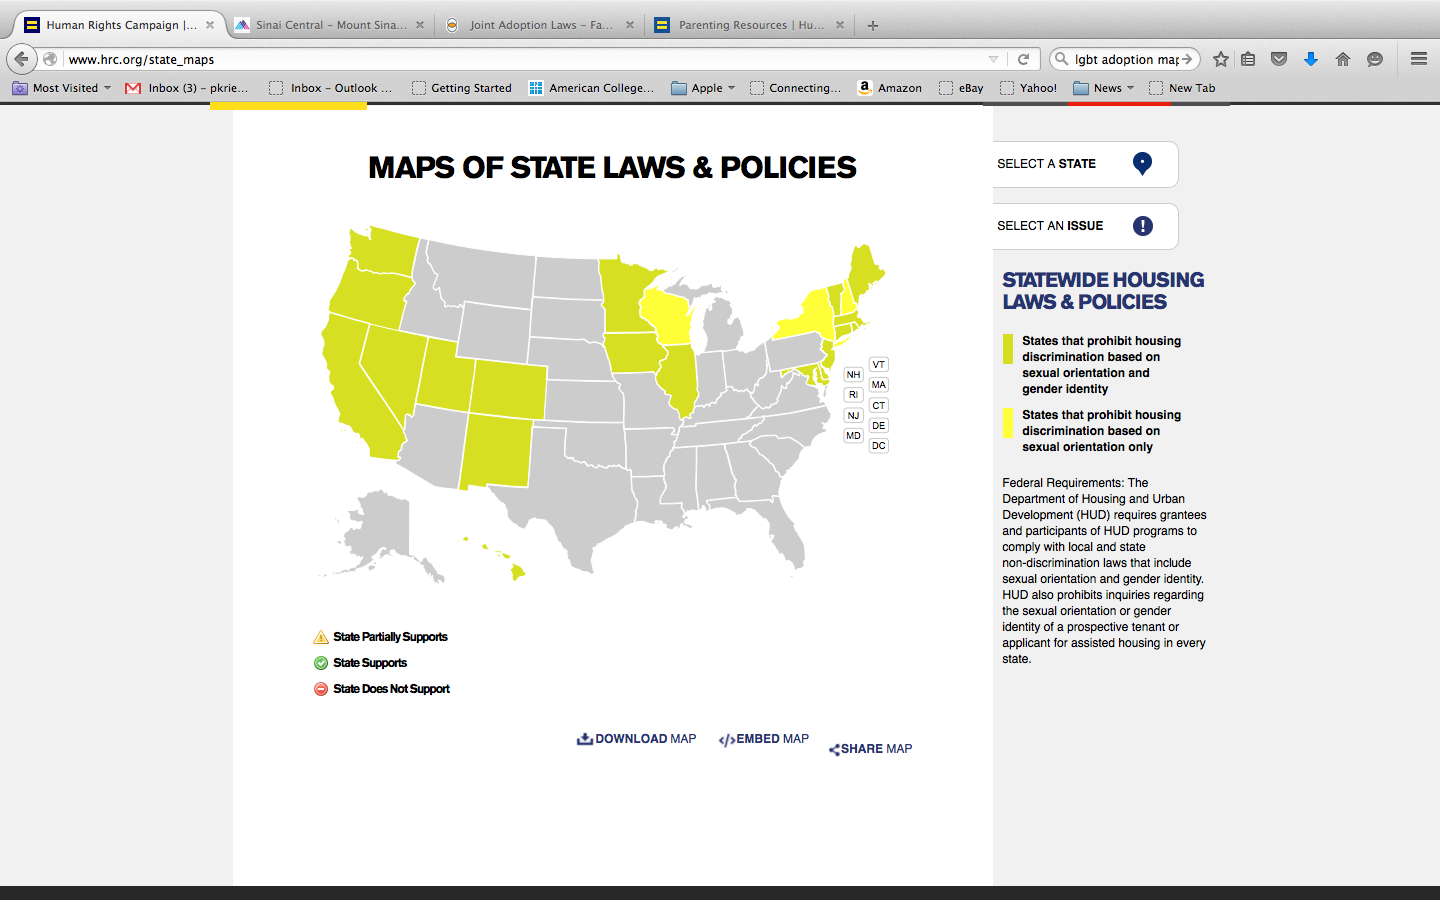 Human Rights Campaign |...
Sinai Central – Mount Sina...
Joint Adoption Laws – Fa...
Parenting Resources | Hu...
www.hrc.org/state_maps
lgbt adoption map
Most Visited
Inbox (3) – pkrie...
Inbox – Outlook ...
Getting Started
American College...
Apple
Connecting...
Amazon
eBay
Yahoo!
News
New Tab
MAPS OF STATE LAWS & POLICIES
SELECT A STATE
SELECT AN ISSUE
STATEWIDE HOUSING
LAWS & POLICIES
States that prohibit housing
discrimination based on
sexual orientation and
gender identity
States that prohibit housing
discrimination based on
sexual orientation only
Federal Requirements: The
Department of Housing and Urban
Development (HUD) requires grantees
and participants of HUD programs to
comply with local and state
non-discrimination laws that include
sexual orientation and gender identity.
HUD also prohibits inquiries regarding
the sexual orientation or gender
identity of a prospective tenant or
applicant for assisted housing in every
state.
VT
NH
MA
RI
CT
NJ
DE
MD
DC
State Partially Supports
State Supports
State Does Not Support
DOWNLOAD MAP
EMBED MAP
SHARE MAP